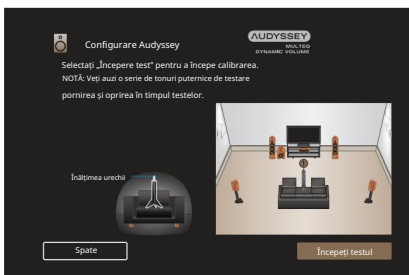 Configurare Audyssey
AUDYSSEY
MULTEQ
DYNAMIC VOLUME
Selectați „Începere test” pentru a începe calibrarea.
NOTĂ: Veți auzi o serie de tonuri puternice de testare
pornirea și oprirea în timpul testelor.
Înălțimea urechii
Spate
Începeți testul